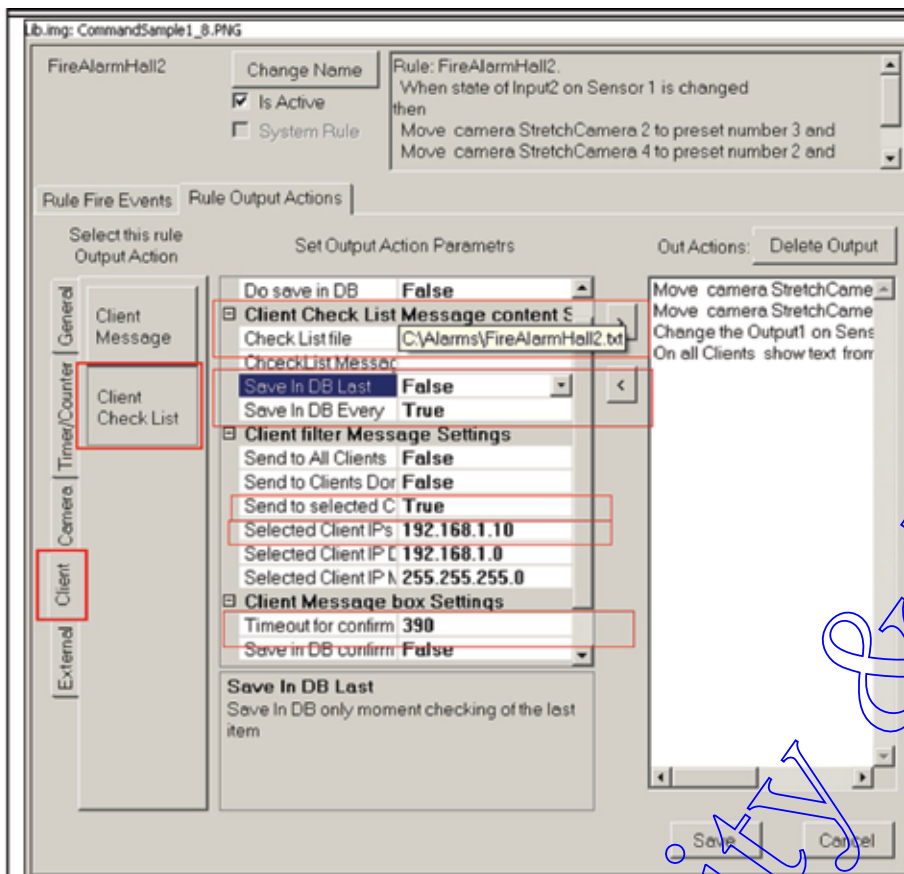 Lib.img: CommandSample1_8.PNG
FireAlarmHall2
Change Name
Is Active
System Rule
Rule: FireAlarmHall2.
When state of Input2 on Sensor 1 is changed
then
Move camera StretchCamera 2 to preset number 3 and
Move camera StretchCamera 4 to preset number 2 and
Rule Fire Events
Rule Output Actions
Select this rule
Output Action
Set Output Action Parametrs
Out Actions:
Delete Output
General
Timer/Counter
Camera
Client
External
Client
Message
Client
Check List
Do save in DB False
Client Check List Message content S
Check List file C:\Alarms\FireAlarmHall2.txt
ChceckList Messag
Save In DB Last False
Save In DB Every True
Client filter Message Settings
Send to All Clients False
Send to Clients Dor False
Send to selected C True
Selected Client IPs 192.168.1.10
Selected Client IP D 192.168.1.0
Selected Client IP M 255.255.255.0
Client Message box Settings
Timeout for confirm 390
Save in DB confirm False
Save In DB Last
Save In DB only moment checking of the last
item
>
<
Move camera StretchCame
Move camera StretchCame
Change the Output1 on Sens
On all Clients show text from
Save
Cancel
ity &